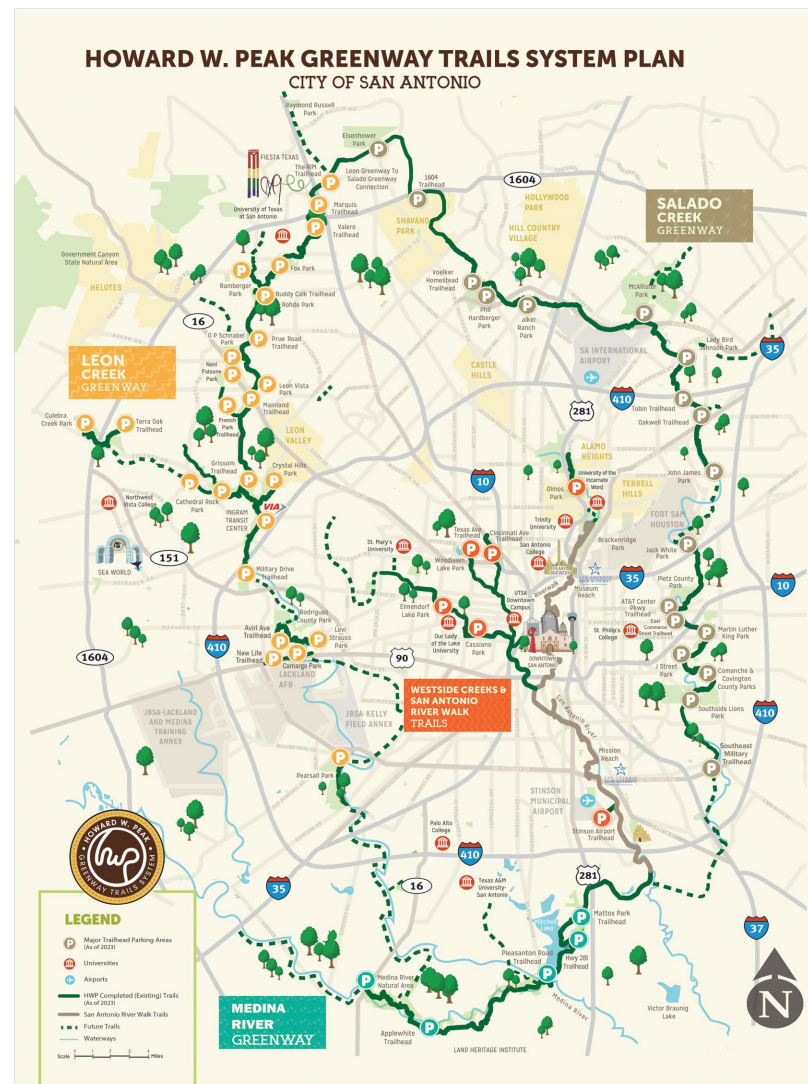 HOWARD W. PEAK GREENWAY TRAILS SYSTEM PLAN
CITY OF SAN ANTONIO
Raymond Russell
Park
Eisenhower
Park
FIESTA TEXAS
The RIM
Trailhead
Leon Greenway To
Salado Greenway
Connection
1604
Trailhead
1604
HOLLYWOOD
PARK
University of Texas
at San Antonio
Marquis
Trailhead
SHAVANO
PARK
HILL COUNTRY
VILLAGE
SALADO
CREEK
GREENWAY
Valero
Trailhead
Government Canyon
State Natural Area
Fox Park
HELOTES
Bamberger
Park
Buddy Calk Trailhead
Rohde Park
Voelker
Homestead
Trailhead
Phil
Hardberger
Park
alker
Ranch
Park
McAllister
Park
16
O P Schnabel
Park
Prue Road
Trailhead
Lady Bird
Johnson Park
35
SA INTERNATIONAL
AIRPORT
LEON
CREEK
GREENWAY
Nani
Falcone
Park
Leon Vista
Park
CASTLE
HILLS
410
281
Tobin Trailhead
Oakwell Trailhead
Mainland
Trailhead
French
Park
Trailhead
Culebra
Creek Park
Terra Oak
Trailhead
LEON
VALLEY
ALAMO
HEIGHTS
Grissom
Trailhead
Crystal Hills
Park
10
Olmos
Park
University of the
Incarnate
Word
TERRELL
HILLS
John James
Park
Northwest
Vista College
Cathedral Rock
Park
VIA
INGRAM
TRANSIT
CENTER
Trinity
University
FORT SAM
HOUSTON
Texas Ave
Trailhead
Cincinnati Ave
Trailhead
San Antonio
College
Brackenridge
Park
Jack White
Park
SEA WORLD
151
St. Mary's
University
Woodlawn
Lake Park
Military Drive
Trailhead
Riverwalk
Museum
Reach
35
Pletz County
Park
10
UTSA
Downtown
Campus
AT&T Center
Pkwy
Trailhead
Rodriguez
County Park
Elmendorf
Lake Park
East
Commerce
Street Trailhead
Avid Ave
Trailhead
Levi
Strauss
Park
Our Lady
of the Lake
University
Cassiano
Park
St. Philip's
College
Martin Luther
King Park
410
1604
New Life
Trailhead
Camargo Park
90
DOWNTOWN
SAN ANTONIO
J Street
Park
Comanche &
Covington
County Parks
LACKLAND
AFB
WESTSIDE CREEKS &
SAN ANTONIO
RIVER WALK
TRAILS
JBSA-LACKLAND
AND MEDINA
TRAINING
ANNEX
JBSA-KELLY
FIELD ANNEX
San Antonio River
Southside Lions
Park
410
Pearsall Park
Mission
Reach
Southeast
Military
Trailhead
STINSON
MUNICIPAL
AIRPORT
Stinson Airport
Trailhead
Palo Alto
College
410
HOWARD W. PEAK
hwp
GREENWAY TRAILS SYSTEM
35
16
Texas A&M
University-
San Antonio
281
37
Mitchell
Lake
Mattox Park
Trailhead
Hwy 281
Trailhead
Pleasanton Road
Trailhead
Medina River
Natural Area
Medina River
Victor Braunig
Lake
MEDINA
RIVER
GREENWAY
Applewhite
Trailhead
LAND HERITAGE INSTITUTE
N
LEGEND
P Major Trailhead Parking Areas
(As of 2023)
Universities
Airports
HWP Completed (Existing) Trails
(As of 2023)
San Antonio River Walk Trails
Future Trails
Waterways
Scale 0 1 2 3 4 Miles